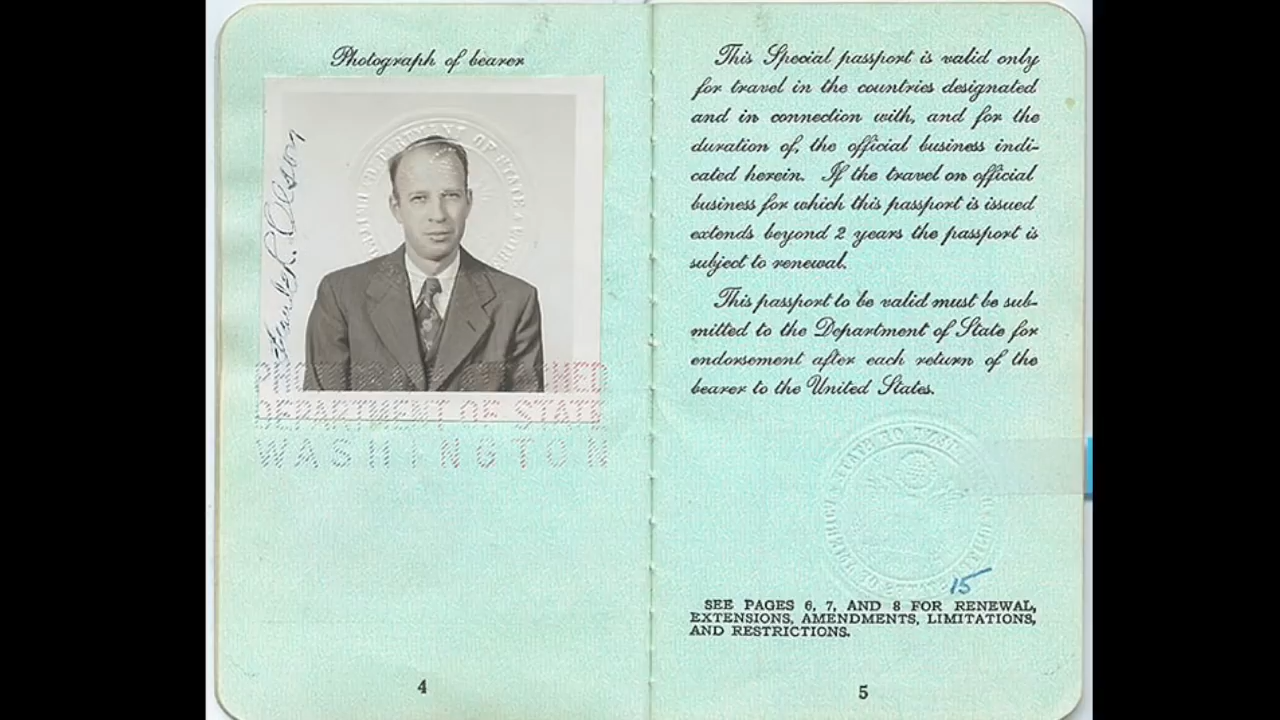 Photograph of bearer
Olson
DEPARTMENT OF STATE
WASHINGTON
4
This Special passport is valid only
for travel in the countries designated
and in connection with, and for the
duration of, the official business indi-
cated herein. If the travel on official
business for which this passport is issued
extends beyond 2 years the passport is
subject to renewal.
This passport to be valid must be sub-
mitted to the Department of State for
endorsement after each return of the
bearer to the United States.
15
SEE PAGES 6, 7, AND 8 FOR RENEWAL,
EXTENSIONS, AMENDMENTS, LIMITATIONS,
AND RESTRICTIONS.
5